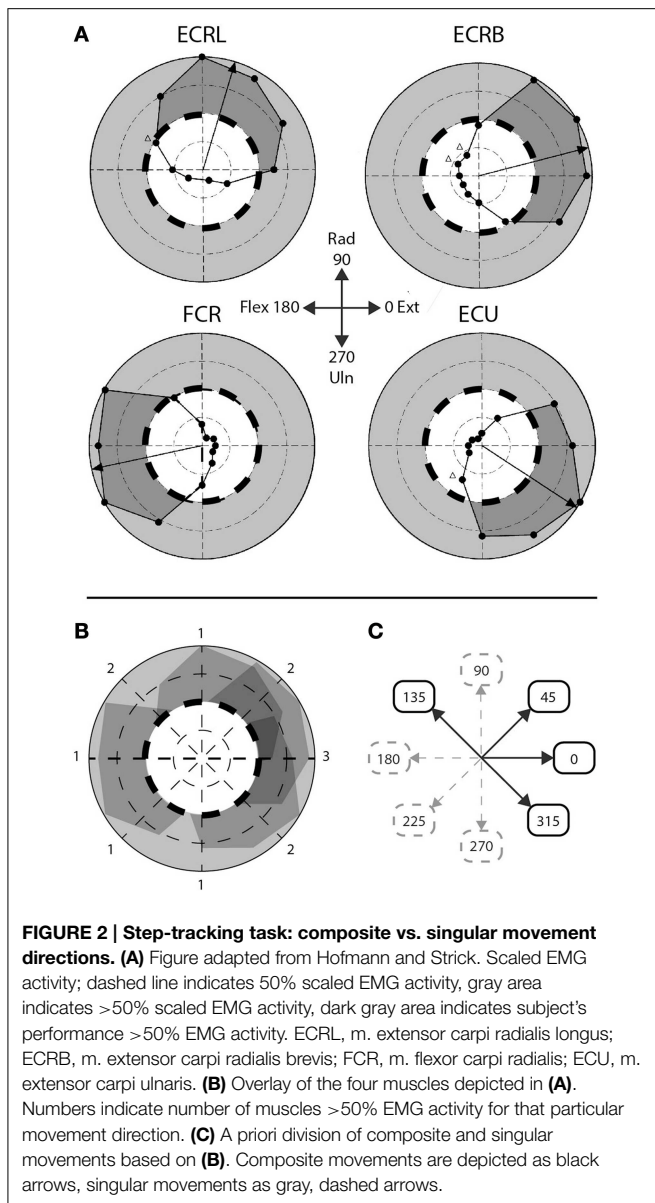 A
ECRL
ECRB
Rad
90
Flex 180
0 Ext
270
Uln
FCR
ECU
B
1
2
2
1
3
1
2
1
C
90
135
45
180
0
225
315
270
FIGURE 2 | Step-tracking task: composite vs. singular movement
directions. (A) Figure adapted from Hofmann and Strick. Scaled EMG
activity; dashed line indicates 50% scaled EMG activity, gray area
indicates >50% scaled EMG activity, dark gray area indicates subject's
performance >50% EMG activity. ECRL, m. extensor carpi radialis longus;
ECRB, m. extensor carpi radialis brevis; FCR, m. flexor carpi radialis; ECU, m.
extensor carpi ulnaris. (B) Overlay of the four muscles depicted in (A).
Numbers indicate number of muscles >50% EMG activity for that particular
movement direction. (C) A priori division of composite and singular
movements based on (B). Composite movements are depicted as black
arrows, singular movements as gray, dashed arrows.